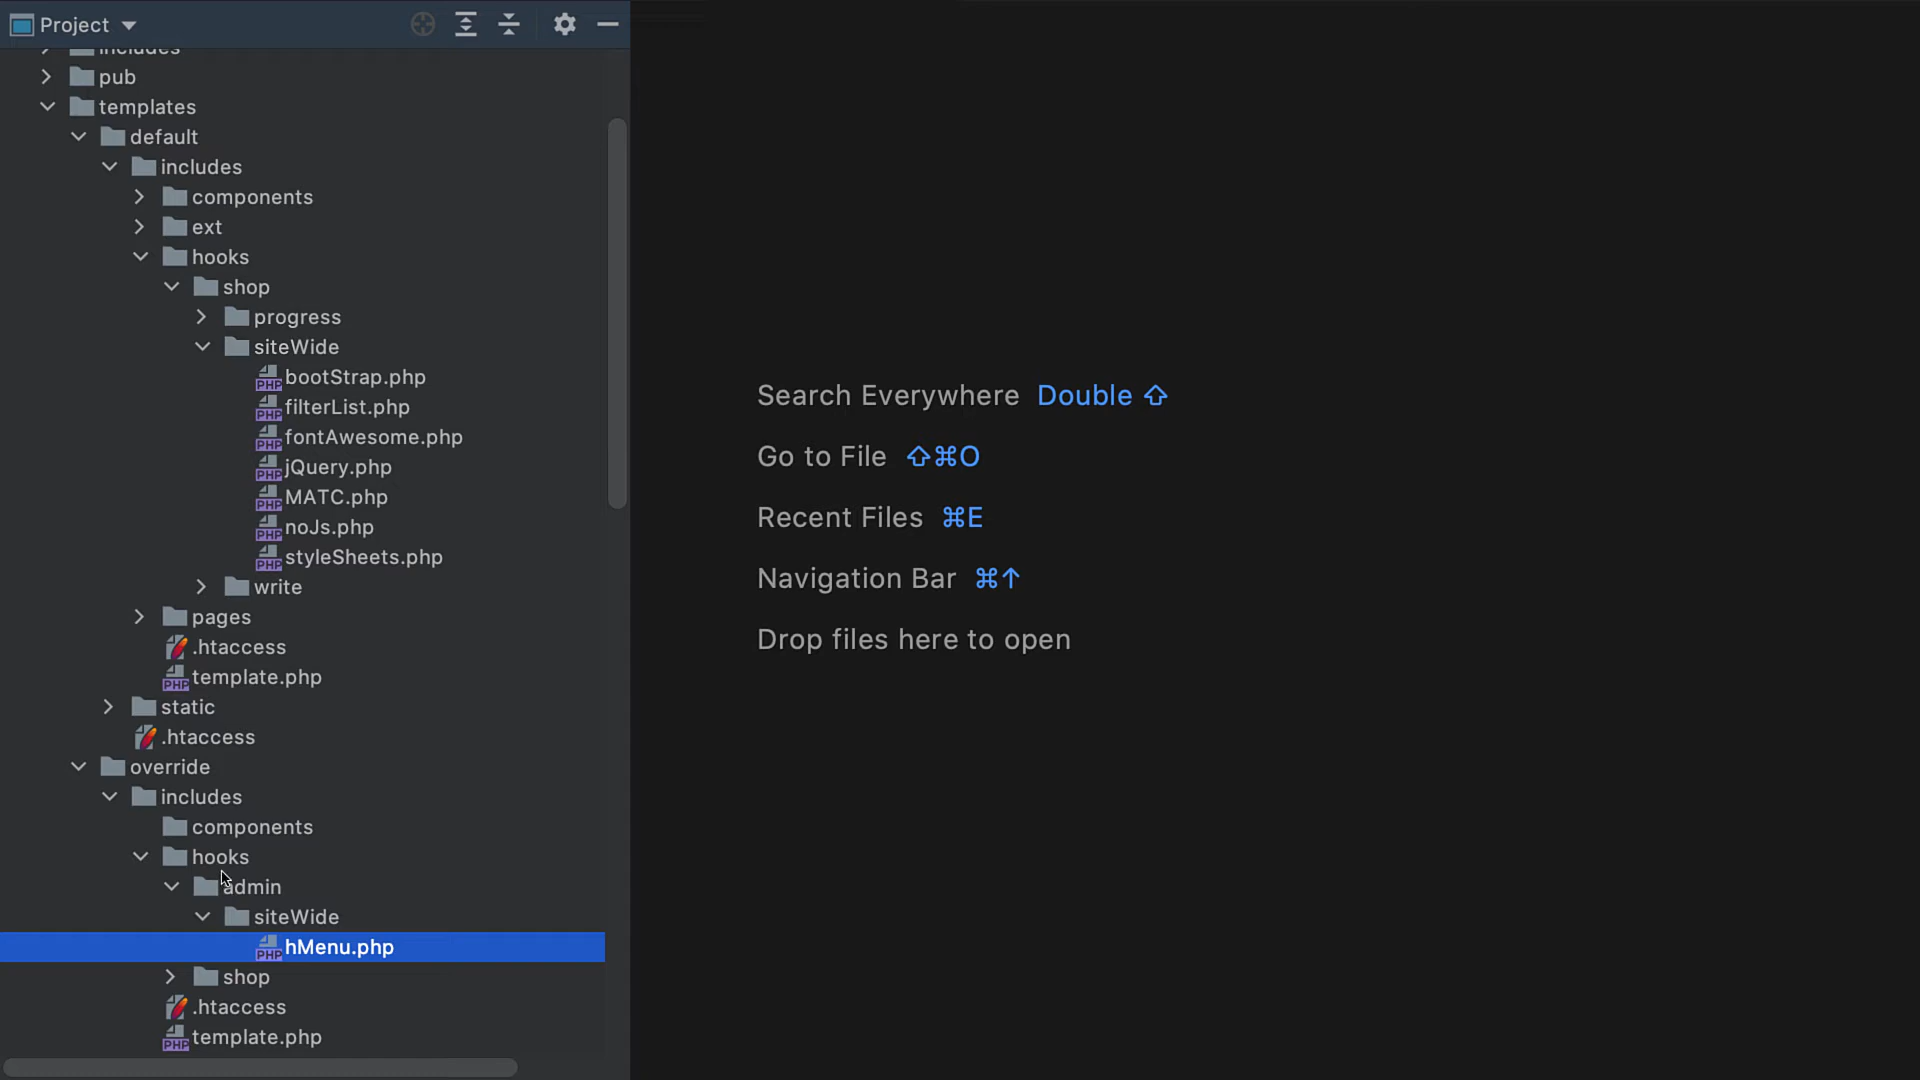 Project
includes
pub
templates
default
includes
components
ext
hooks
shop
progress
siteWide
bootStrap.php
filterList.php
fontAwesome.php
jQuery.php
MATC.php
noJs.php
styleSheets.php
write
pages
.htaccess
template.php
static
.htaccess
override
includes
components
hooks
admin
siteWide
hMenu.php
shop
.htaccess
template.php
Search Everywhere Double ⇧
Go to File ⇧⌘O
Recent Files ⌘E
Navigation Bar ⌘↑
Drop files here to open